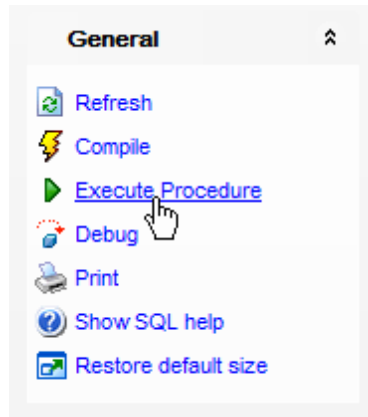 General
Refresh
Compile
Execute Procedure
Debug
Print
Show SQL help
Restore default size